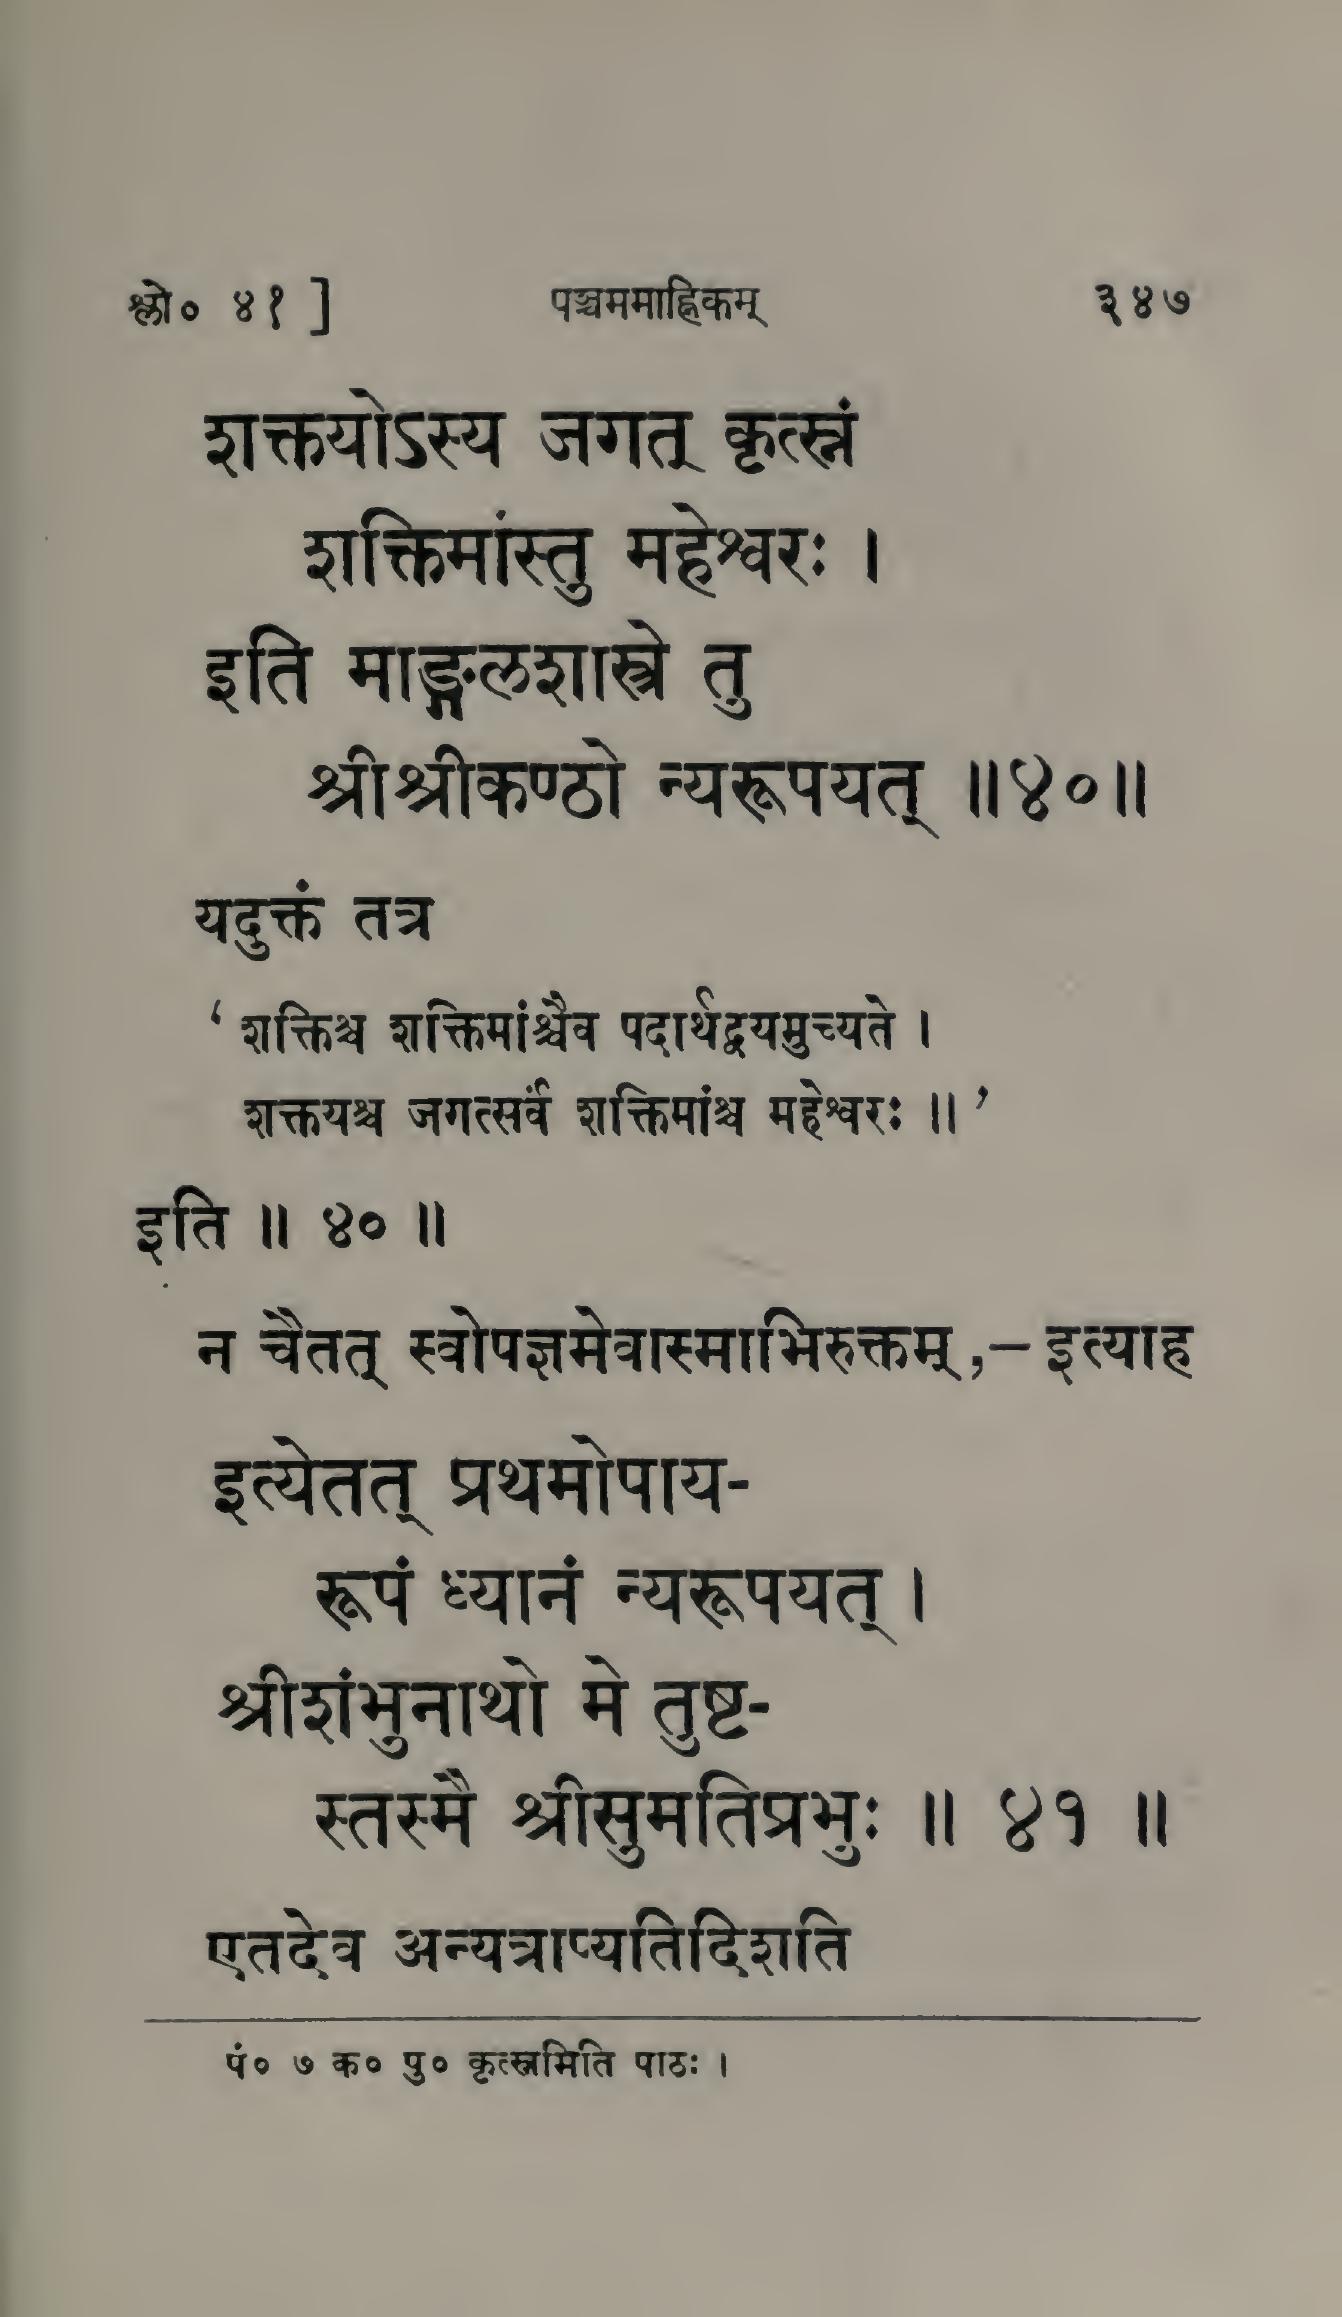 श्लो० ४१ ] पञ्चममाह्निकम् ३४७
शक्तयोऽस्य जगत् कृत्स्नं
शक्तिमांस्तु महेश्वरः ।
इति माङ्गलशास्त्रे तु
श्रीश्रीकण्ठो न्यरूपयत् ॥४०॥
यदुक्तं तत्र
‘ शक्तिश्च शक्तिमांश्चैव पदार्थद्वयमुच्यते ।
शक्तयश्च जगत्सर्वं शक्तिमांश्च महेश्वरः ॥ ’
इति ॥ ४० ॥
न चैतत् स्वोपज्ञमेवास्माभिरुक्तम्,— इत्याह
इत्येतत् प्रथमोपाय-
रूपं ध्यानं न्यरूपयत् ।
श्रीशंभुनाथो मे तुष्ट-
स्तस्मै श्रीसुमतिप्रभुः ॥ ४१ ॥
एतदेव अन्यत्राप्यतिदिशति
पं० ७ क० पु० कृत्स्नमिति पाठः ।